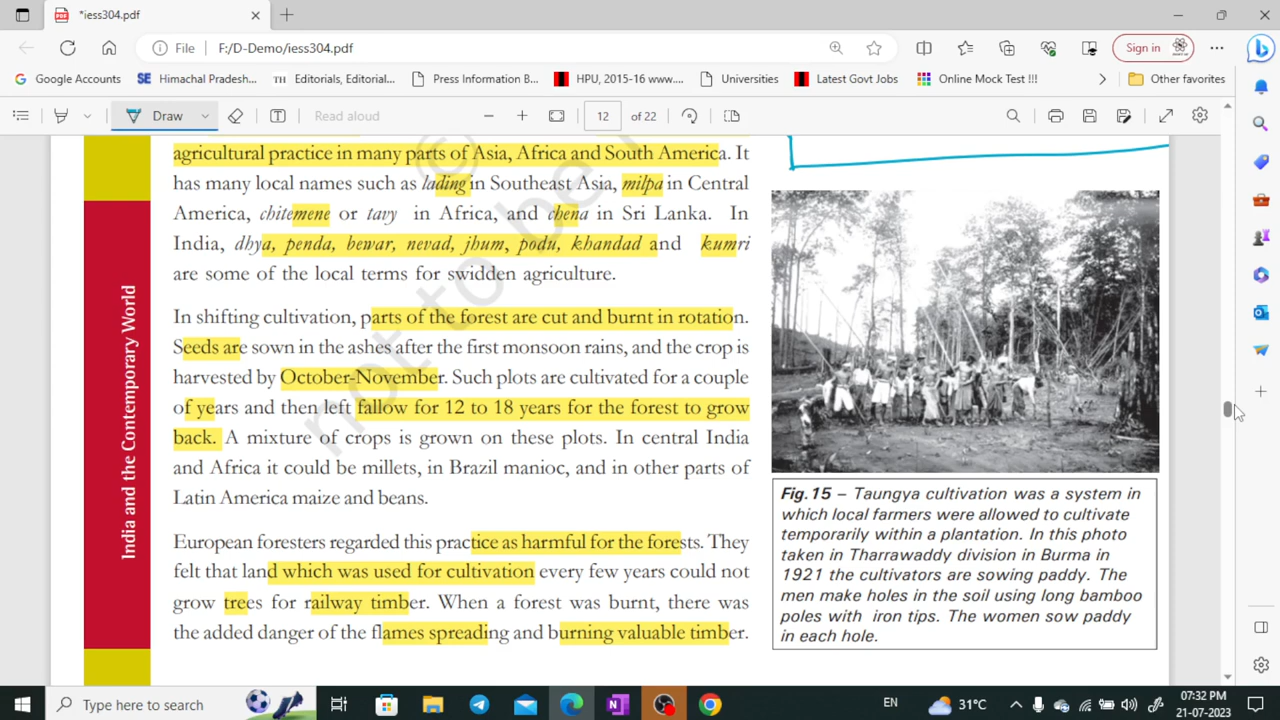 *iess304.pdf
File F:/D-Demo/iess304.pdf
Sign in
Google Accounts
SE Himachal Pradesh...
TH Editorials, Editorial...
Press Information B...
HPU, 2015-16 www....
Universities
Latest Govt Jobs
Online Mock Test !!!
Other favorites
Draw
Read aloud
12 of 22
agricultural practice in many parts of Asia, Africa and South America. It
has many local names such as lading in Southeast Asia, milpa in Central
America, chitemene or tavy in Africa, and chena in Sri Lanka. In
India, dhya, penda, bewar, nevad, jhum, podu, khandad and kumri
are some of the local terms for swidden agriculture.
In shifting cultivation, parts of the forest are cut and burnt in rotation.
Seeds are sown in the ashes after the first monsoon rains, and the crop is
harvested by October-November. Such plots are cultivated for a couple
of years and then left fallow for 12 to 18 years for the forest to grow
back. A mixture of crops is grown on these plots. In central India
and Africa it could be millets, in Brazil manioc, and in other parts of
Latin America maize and beans.
European foresters regarded this practice as harmful for the forests. They
felt that land which was used for cultivation every few years could not
grow trees for railway timber. When a forest was burnt, there was
the added danger of the flames spreading and burning valuable timber.
India and the Contemporary World
not to be
Fig.15 – Taungya cultivation was a system in
which local farmers were allowed to cultivate
temporarily within a plantation. In this photo
taken in Tharrawaddy division in Burma in
1921 the cultivators are sowing paddy. The
men make holes in the soil using long bamboo
poles with iron tips. The women sow paddy
in each hole.
Type here to search
EN
31°C
07:32 PM
21-07-2023